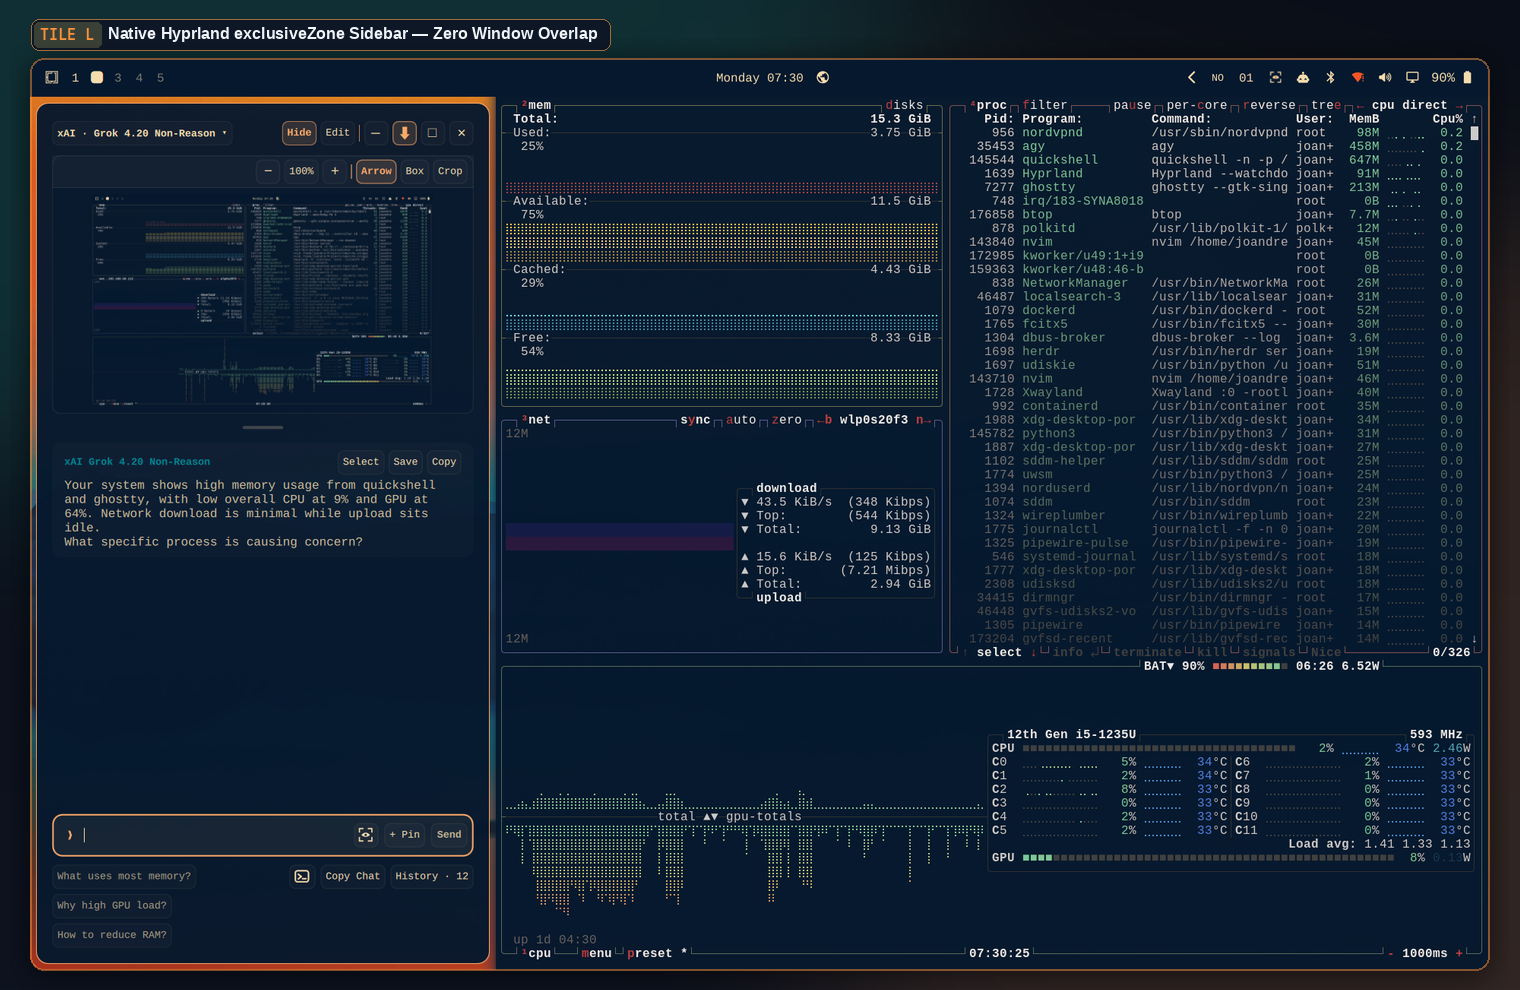 TILE L Native Hyprland exclusiveZone Sidebar — Zero Window Overlap
1 3 4 5
Monday 07:30
NO 01 90%
xAI · Grok 4.20 Non-Reason ▾ Hide Edit — ⬇ □ ×
− 100% + Arrow Box Crop
xAI Grok 4.20 Non-Reason Select Save Copy
Your system shows high memory usage from quickshell
and ghostty, with low overall CPU at 9% and GPU at
64%. Network download is minimal while upload sits
idle.
What specific process is causing concern?
❯ + Pin Send
What uses most memory? Copy Chat History · 12
Why high GPU load?
How to reduce RAM?
²mem disks
Total: 15.3 GiB
Used: 3.75 GiB
25%
Available: 11.5 GiB
75%
Cached: 4.43 GiB
29%
Free: 8.33 GiB
54%
³net sync auto zero ←b wlp0s20f3 n→
12M
download
▼ 43.5 KiB/s (348 Kibps)
▼ Top: (544 Kibps)
▼ Total: 9.13 GiB
▲ 15.6 KiB/s (125 Kibps)
▲ Top: (7.21 Mibps)
▲ Total: 2.94 GiB
upload
12M
⁴proc filter pause per-core reverse tree ← cpu direct →
Pid: Program: Command: User: MemB Cpu% ↑
956 nordvpnd /usr/sbin/nordvpnd root 98M 0.2
35453 agy agy joan+ 458M 0.2
145544 quickshell quickshell -n -p / joan+ 647M 0.0
1639 Hyprland Hyprland --watchdo joan+ 91M 0.0
7277 ghostty ghostty --gtk-sing joan+ 213M 0.0
748 irq/183-SYNA8018 root 0B 0.0
176858 btop btop joan+ 7.7M 0.0
878 polkitd /usr/lib/polkit-1/ polk+ 12M 0.0
143840 nvim nvim /home/joandre joan+ 45M 0.0
172985 kworker/u49:1+i9 root 0B 0.0
159363 kworker/u48:46-b root 0B 0.0
838 NetworkManager /usr/bin/NetworkMa root 26M 0.0
46487 localsearch-3 /usr/lib/localsear joan+ 31M 0.0
1079 dockerd /usr/bin/dockerd - root 52M 0.0
1765 fcitx5 /usr/bin/fcitx5 -- joan+ 30M 0.0
1304 dbus-broker dbus-broker --log joan+ 3.6M 0.0
1698 herdr /usr/bin/herdr ser joan+ 19M 0.0
1697 udiskie /usr/bin/python /u joan+ 51M 0.0
143710 nvim nvim /home/joandre joan+ 46M 0.0
1728 Xwayland Xwayland :0 -rootl joan+ 40M 0.0
992 containerd /usr/bin/container root 35M 0.0
1988 xdg-desktop-por /usr/lib/xdg-deskt joan+ 34M 0.0
145782 python3 /usr/bin/python3 / joan+ 31M 0.0
1887 xdg-desktop-por /usr/lib/xdg-deskt joan+ 27M 0.0
1102 sddm-helper /usr/lib/sddm/sddm root 25M 0.0
1774 uwsm /usr/bin/python3 / joan+ 25M 0.0
1394 norduserd /usr/lib/nordvpn/n joan+ 24M 0.0
1074 sddm /usr/bin/sddm root 23M 0.0
1324 wireplumber /usr/bin/wireplumb joan+ 22M 0.0
1775 journalctl journalctl -f -n 0 joan+ 20M 0.0
1325 pipewire-pulse /usr/bin/pipewire- joan+ 19M 0.0
546 systemd-journal /usr/lib/systemd/s root 18M 0.0
1777 xdg-desktop-por /usr/lib/xdg-deskt joan+ 18M 0.0
2308 udisksd /usr/lib/udisks2/u root 18M 0.0
34415 dirmngr /usr/bin/dirmngr - root 17M 0.0
46448 gvfs-udisks2-vo /usr/lib/gvfs-udis joan+ 15M 0.0
1305 pipewire /usr/bin/pipewire joan+ 14M 0.0
173204 gvfsd-recent /usr/lib/gvfsd-rec joan+ 14M 0.0 ↓
↑ select ↓ info ↵ terminate kill signals Nice 0/326
BAT▼ 90% 06:26 6.52W
12th Gen i5-1235U 593 MHz
CPU 2% 34°C 2.46W
C0 5% 34°C C6 2% 33°C
C1 2% 34°C C7 1% 33°C
C2 8% 33°C C8 0% 33°C
C3 0% 33°C C9 0% 33°C
C4 2% 33°C C10 0% 33°C
C5 2% 33°C C11 0% 33°C
Load avg: 1.41 1.33 1.13
GPU 8% 0.13W
total ▲▼ gpu-totals
up 1d 04:30
¹cpu menu preset * 07:30:25 - 1000ms +